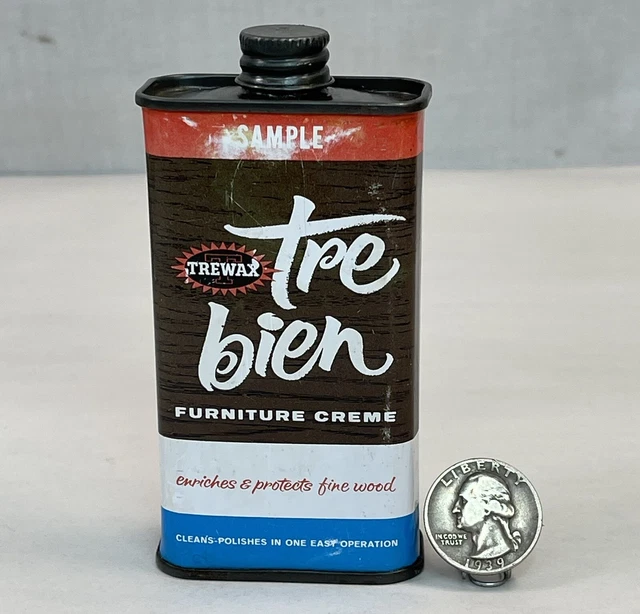 SAMPLE
TREWAX
tre
bien
FURNITURE CREME
enriches & protects fine wood
CLEANS-POLISHES IN ONE EASY OPERATION
LIBERTY
IN GOD WE
TRUST
1939